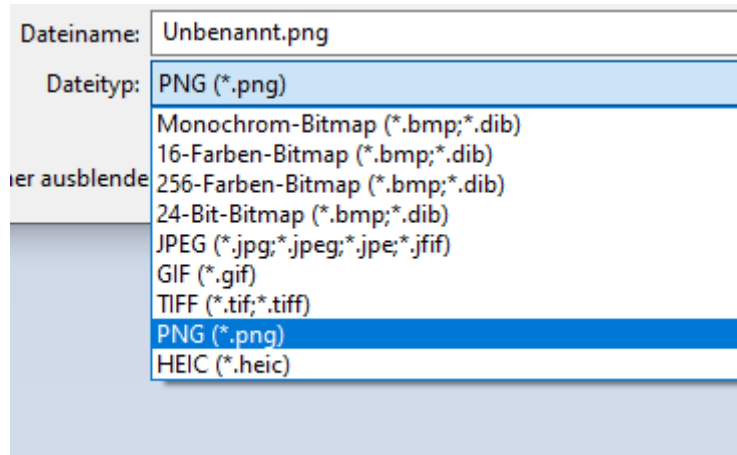 Dateiname: Unbenannt.png
Dateityp: PNG (*.png)
Monochrom-Bitmap (*.bmp;*.dib)
16-Farben-Bitmap (*.bmp;*.dib)
ausblende 256-Farben-Bitmap (*.bmp;*.dib)
24-Bit-Bitmap (*.bmp;*.dib)
JPEG (*.jpg;*.jpeg;*.jpe;*.jfif)
GIF (*.gif)
TIFF (*.tif;*.tiff)
PNG (*.png)
HEIC (*.heic)